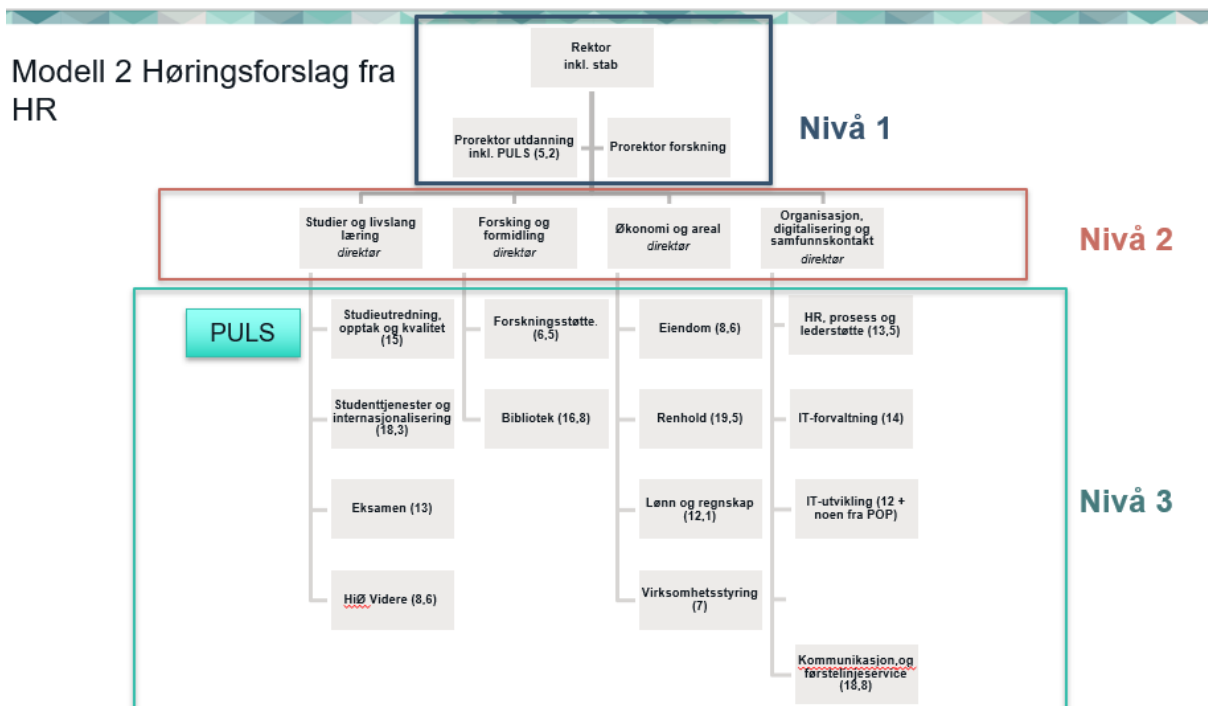 Modell 2 Høringsforslag fra
HR
Rektor
inkl. stab
Nivå 1
Prorektor utdanning
inkl. PULS (5,2)
Prorektor forskning
Studier og livslang
læring
direktør
Forsking og
formidling
direktør
Økonomi og areal
direktør
Organisasjon,
digitalisering og
samfunnskontakt
direktør
Nivå 2
PULS
Studieutredning,
opptak og kvalitet
(15)
Forskningsstøtte.
(6,5)
Eiendom (8,6)
HR, prosess og
lederstøtte (13,5)
Studenttjenester og
internasjonalisering
(18,3)
Bibliotek (16,8)
Renhold (19,5)
IT-forvaltning (14)
Eksamen (13)
Lønn og regnskap
(12,1)
IT-utvikling (12 +
noen fra POP)
Nivå 3
HiØ Videre (8,6)
Virksomhetsstyring
(7)
Kommunikasjon,og
førstelinjeservice
(18,8)